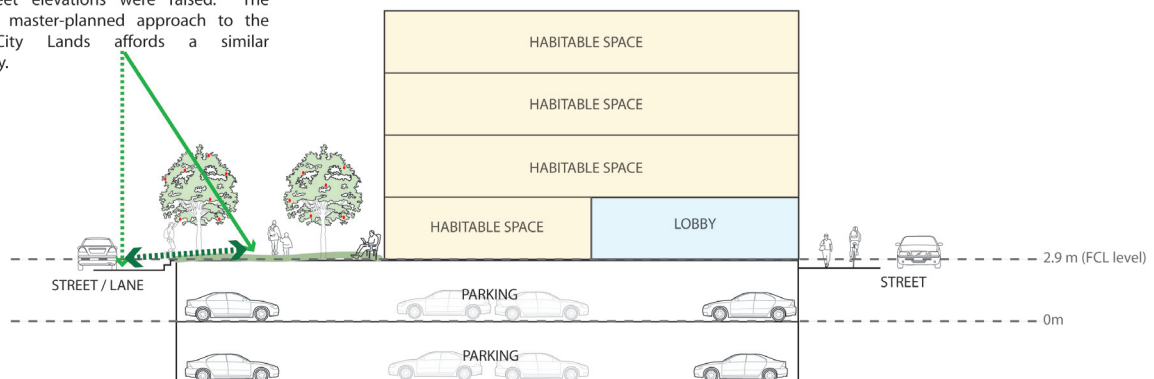 elevations were raised. The
master-planned approach to the
City Lands affords a similar
HABITABLE SPACE
HABITABLE SPACE
HABITABLE SPACE
HABITABLE SPACE
LOBBY
STREET / LANE
2.9 m (FCL level)
STREET
PARKING
0m
PARKING